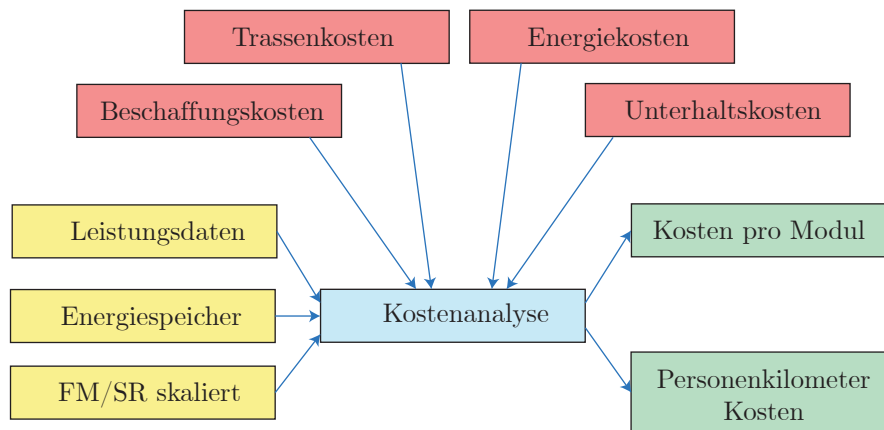 Trassenkosten
Energiekosten
Beschaffungskosten
Unterhaltskosten
Leistungsdaten
Kosten pro Modul
Energiespeicher
Kostenanalyse
FM/SR skaliert
Personenkilometer
Kosten